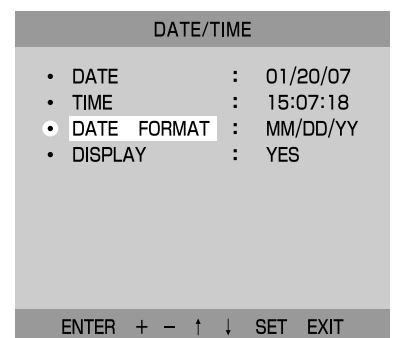 DATE/TIME
• DATE : 01/20/07
• TIME : 15:07:18
• DATE FORMAT : MM/DD/YY
• DISPLAY : YES
ENTER + − ↑ ↓ SET EXIT